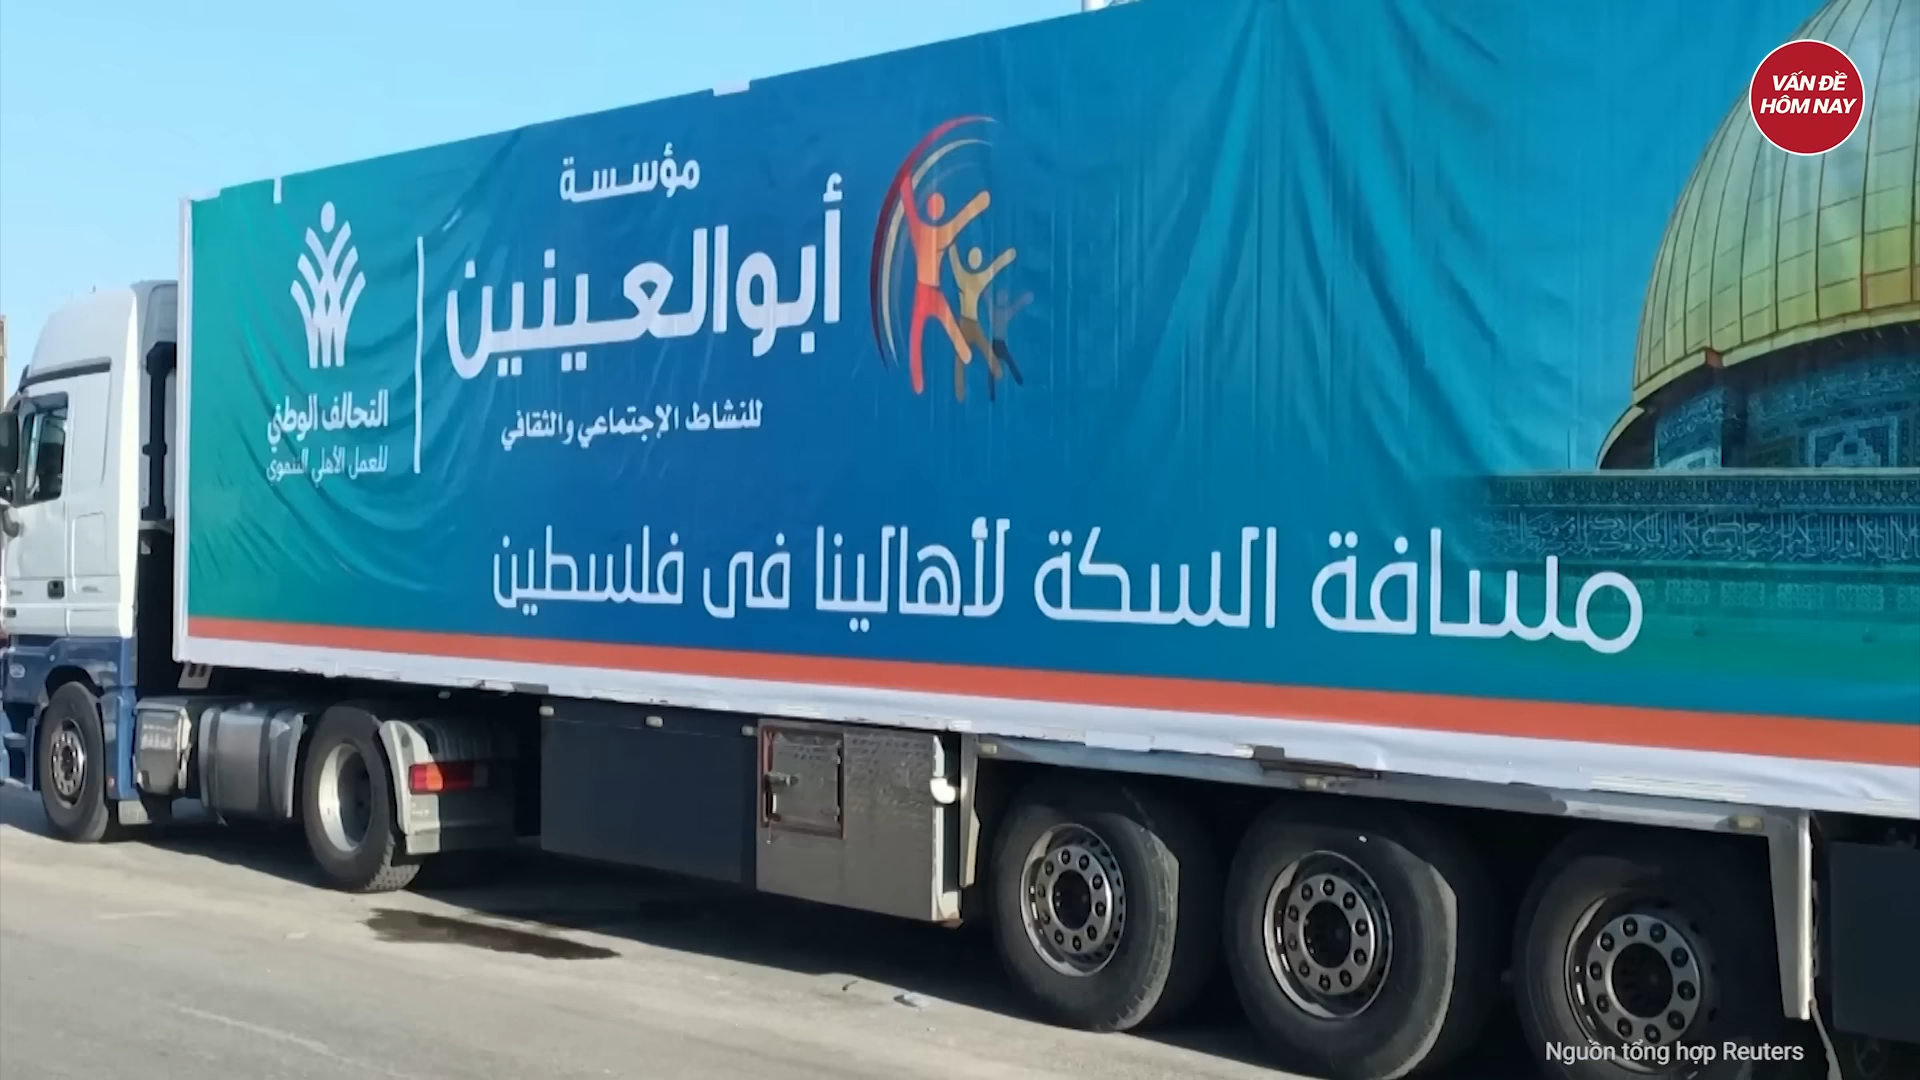 VẤN ĐỀ
HÔM NAY
مؤسسة
أبوالعينين
للنشاط الإجتماعي والثقافي
التحالف الوطني
للعمل الأهلي التنموي
مسافة السكة لأهالينا فى فلسطين
Nguồn tổng hợp Reuters